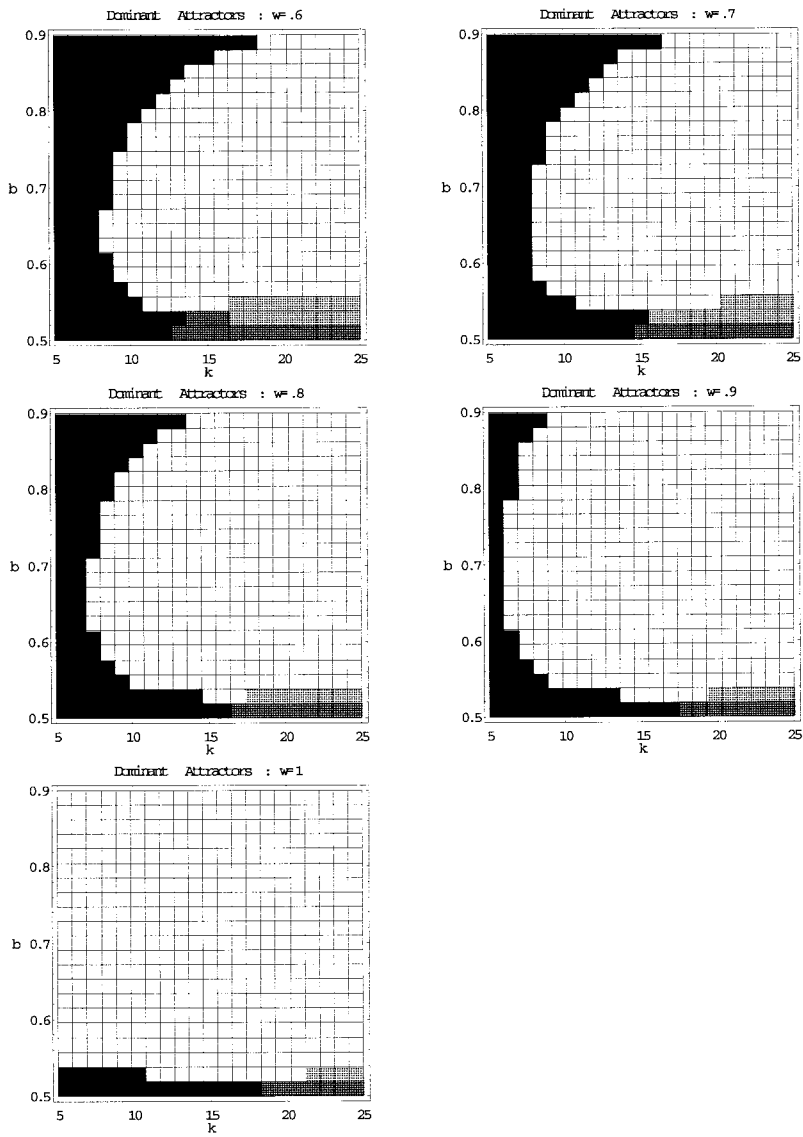 Dominant Attractors : w=.6
0.9
0.8
b 0.7
0.6
0.5
5 10 15 20 25
k
Dominant Attractors : w=.7
0.9
0.8
b 0.7
0.6
0.5
5 10 15 20 25
k
Dominant Attractors : w=.8
0.9
0.8
b 0.7
0.6
0.5
5 10 15 20 25
k
Dominant Attractors : w=.9
0.9
0.8
b 0.7
0.6
0.5
5 10 15 20 25
k
Dominant Attractors : w=1
0.9
0.8
b 0.7
0.6
0.5
5 10 15 20 25
k